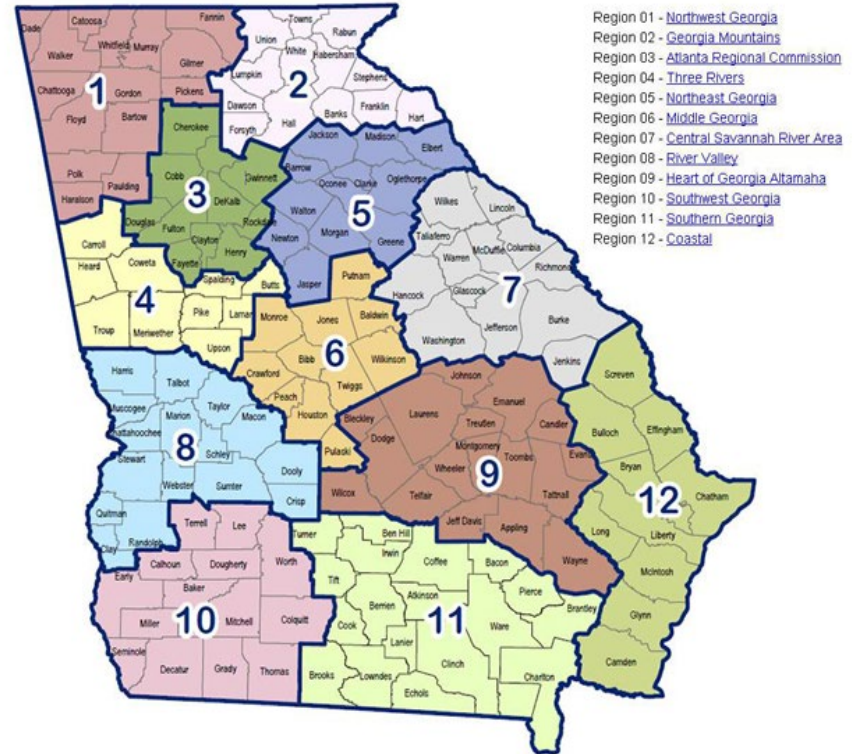 Region 01 - Northwest Georgia
Region 02 - Georgia Mountains
Region 03 - Atlanta Regional Commission
Region 04 - Three Rivers
Region 05 - Northeast Georgia
Region 06 - Middle Georgia
Region 07 - Central Savannah River Area
Region 08 - River Valley
Region 09 - Heart of Georgia Altamaha
Region 10 - Southwest Georgia
Region 11 - Southern Georgia
Region 12 - Coastal
1
Dade
Catoosa
Fannin
Walker
Whitfield
Murray
Gilmer
Chattooga
Gordon
Pickens
Floyd
Bartow
Polk
Paulding
Haralson
2
Towns
Rabun
Union
White
Habersham
Lumpkin
Stephens
Dawson
Banks
Franklin
Hart
Forsyth
Hall
3
Cherokee
Cobb
Gwinnett
DeKalb
Douglas
Fulton
Rockdale
Clayton
Henry
Fayette
4
Carroll
Heard
Coweta
Spalding
Butts
Pike
Lamar
Troup
Meriwether
Upson
5
Jackson
Madison
Elbert
Barrow
Oconee
Clarke
Oglethorpe
Walton
Morgan
Newton
Greene
Jasper
6
Putnam
Monroe
Jones
Baldwin
Bibb
Wilkinson
Crawford
Twiggs
Peach
Houston
Pulaski
7
Wilkes
Lincoln
Taliaferro
McDuffie
Columbia
Warren
Richmond
Glascock
Hancock
Jefferson
Burke
Washington
Jenkins
8
Harris
Talbot
Muscogee
Taylor
Marion
Macon
hattahoochee
Schley
Stewart
Dooly
Webster
Sumter
Crisp
Quitman
Randolph
Clay
9
Johnson
Emanuel
Laurens
Bleckley
Treutlen
Candler
Dodge
Montgomery
Toombs
Evans
Wheeler
Wilcox
Telfair
Tattnall
Jeff Davis
Appling
Wayne
10
Terrell
Lee
Calhoun
Dougherty
Worth
Early
Baker
Miller
Mitchell
Colquitt
Seminole
Decatur
Grady
Thomas
11
Turner
Ben Hill
Irwin
Coffee
Bacon
Tift
Pierce
Atkinson
Berrien
Brantley
Cook
Ware
Lanier
Clinch
Brooks
Lowndes
Charlton
Echols
12
Screven
Bulloch
Effingham
Bryan
Chatham
Long
Liberty
McIntosh
Glynn
Camden